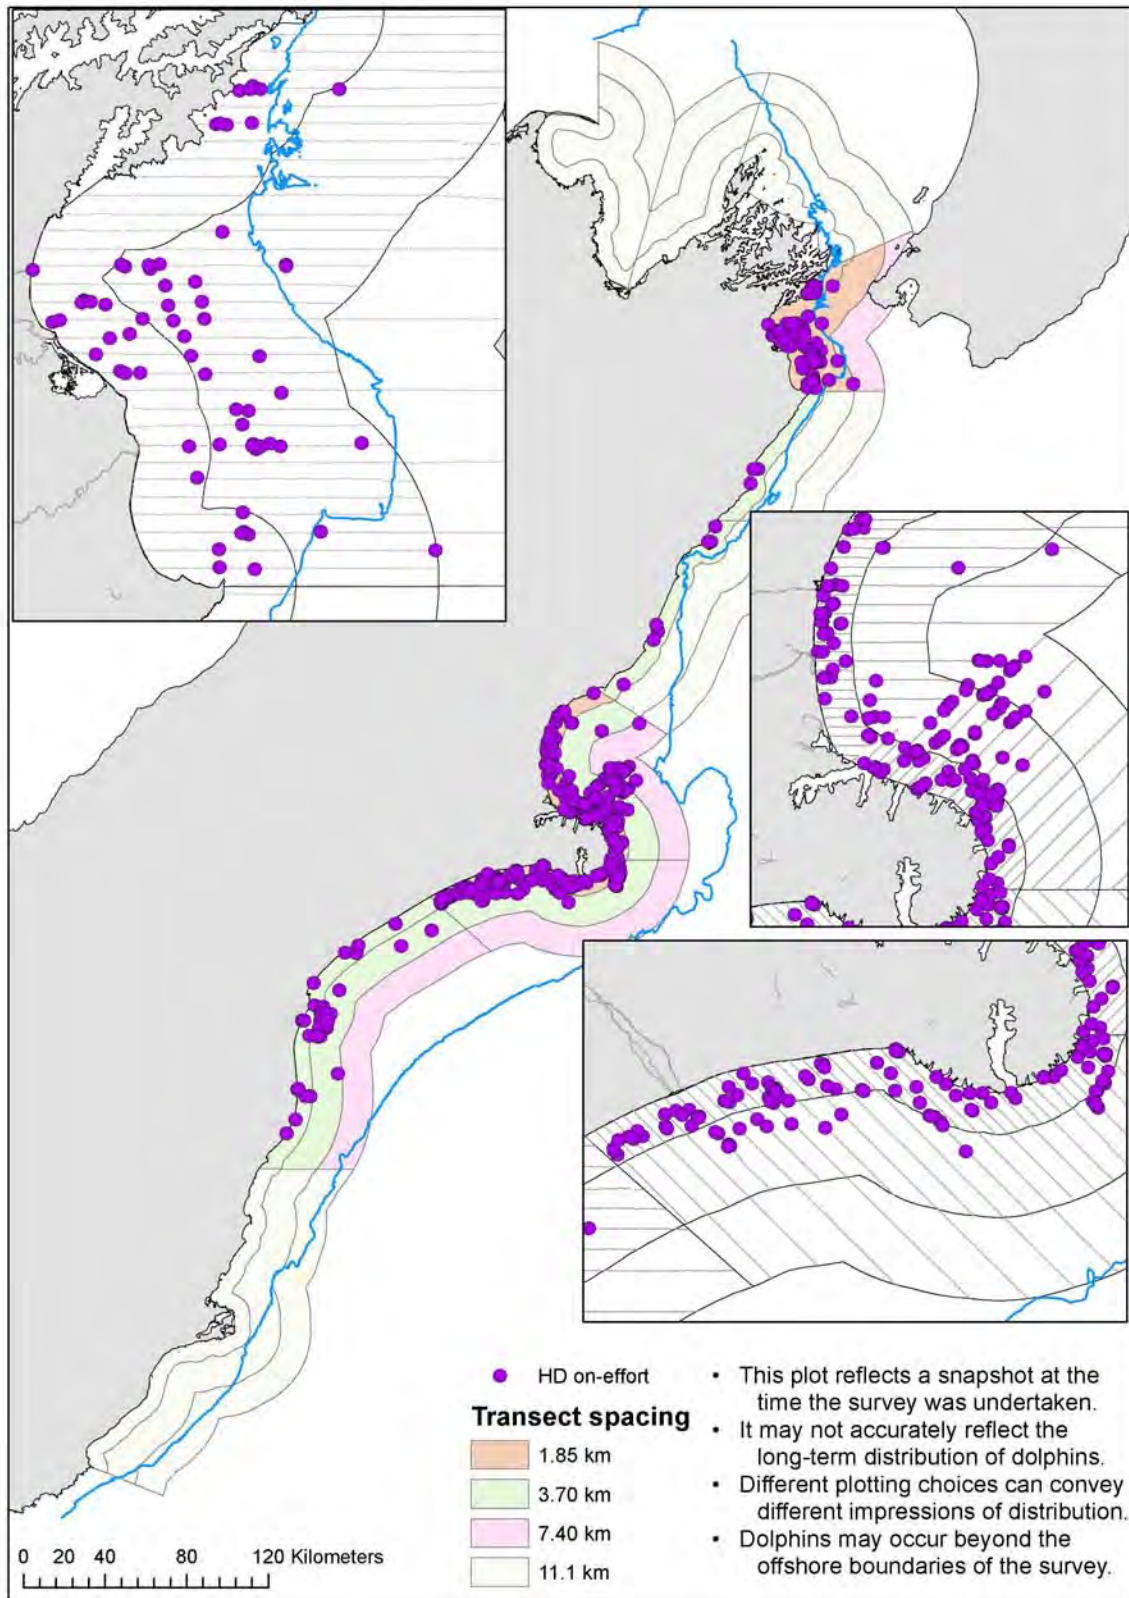 HD on-effort
Transect spacing
1.85 km
3.70 km
7.40 km
11.1 km
• This plot reflects a snapshot at the
time the survey was undertaken.
• It may not accurately reflect the
long-term distribution of dolphins.
• Different plotting choices can convey
different impressions of distribution.
• Dolphins may occur beyond the
offshore boundaries of the survey.
0 20 40 80 120 Kilometers